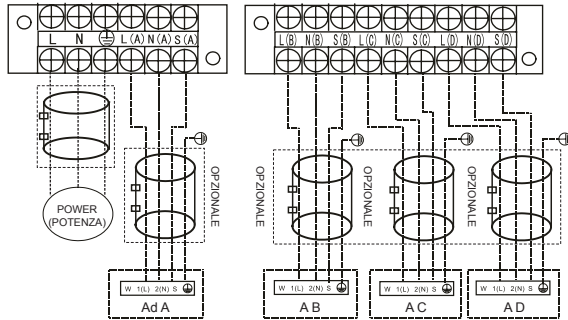 L N L(A) N(A) S(A)
L(B) N(B) S(B) L(C) N(C) S(C) L(D) N(D) S(D)
POWER
(POTENZA)
OPZIONALE
OPZIONALE
OPZIONALE
OPZIONALE
W 1(L) 2(N) S
Ad A
W 1(L) 2(N) S
A B
W 1(L) 2(N) S
A C
W 1(L) 2(N) S
A D